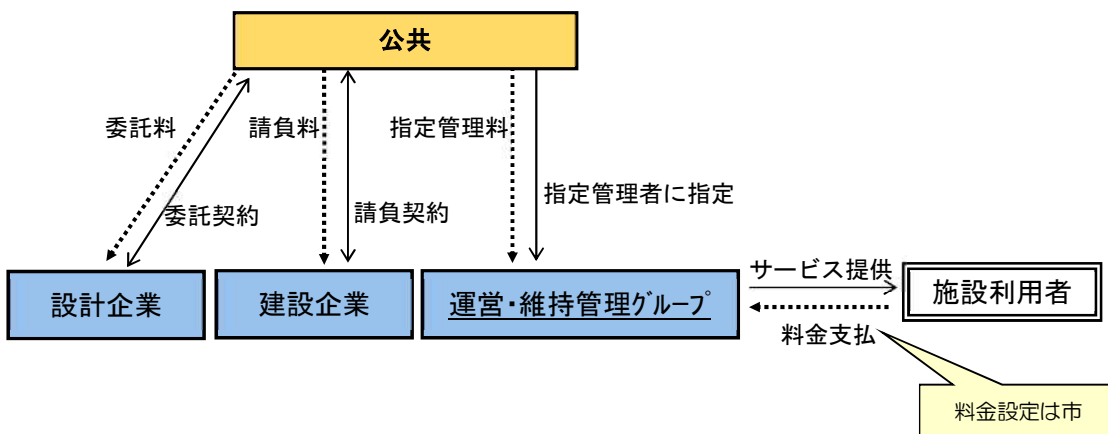 公共
委託料
請負料
指定管理料
委託契約
請負契約
指定管理者に指定
設計企業
建設企業
運営・維持管理ｸﾞﾙｰﾌﾟ
サービス提供
施設利用者
料金支払
料金設定は市